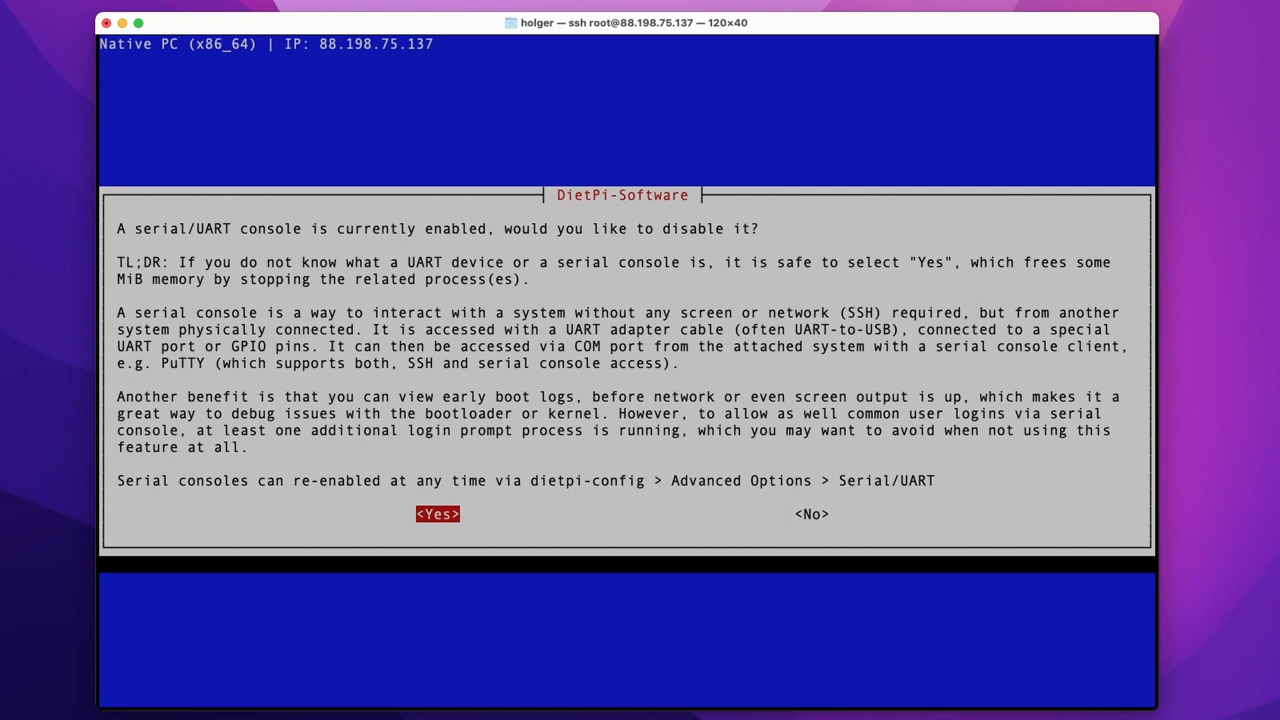 holger — ssh root@88.198.75.137 — 120×40
Native PC (x86_64) | IP: 88.198.75.137
DietPi-Software
A serial/UART console is currently enabled, would you like to disable it?
TL;DR: If you do not know what a UART device or a serial console is, it is safe to select "Yes", which frees some
MiB memory by stopping the related process(es).
A serial console is a way to interact with a system without any screen or network (SSH) required, but from another
system physically connected. It is accessed with a UART adapter cable (often UART-to-USB), connected to a special
UART port or GPIO pins. It can then be accessed via COM port from the attached system with a serial console client,
e.g. PuTTY (which supports both, SSH and serial console access).
Another benefit is that you can view early boot logs, before network or even screen output is up, which makes it a
great way to debug issues with the bootloader or kernel. However, to allow as well common user logins via serial
console, at least one additional login prompt process is running, which you may want to avoid when not using this
feature at all.
Serial consoles can re-enabled at any time via dietpi-config > Advanced Options > Serial/UART
<Yes> <No>